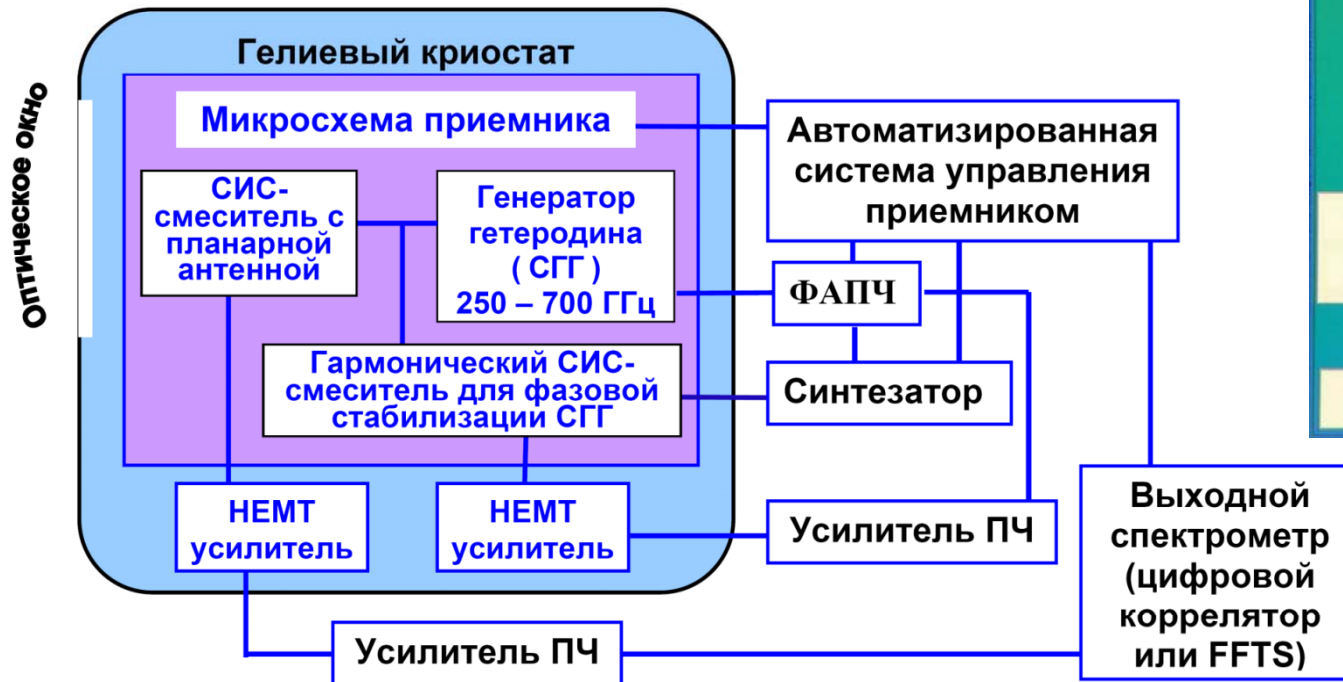 Гелиевый криостат
Оптическое окно
Микросхема приемника
СИС-
смеситель с
планарной
антенной
Генератор
гетеродина
( СГГ )
250 – 700 ГГц
Гармонический СИС-
смеситель для фазовой
стабилизации СГГ
НЕМТ
усилитель
НЕМТ
усилитель
Автоматизированная
система управления
приемником
ФАПЧ
Синтезатор
Усилитель ПЧ
Усилитель ПЧ
Выходной
спектрометр
(цифровой
коррелятор
или FFTS)